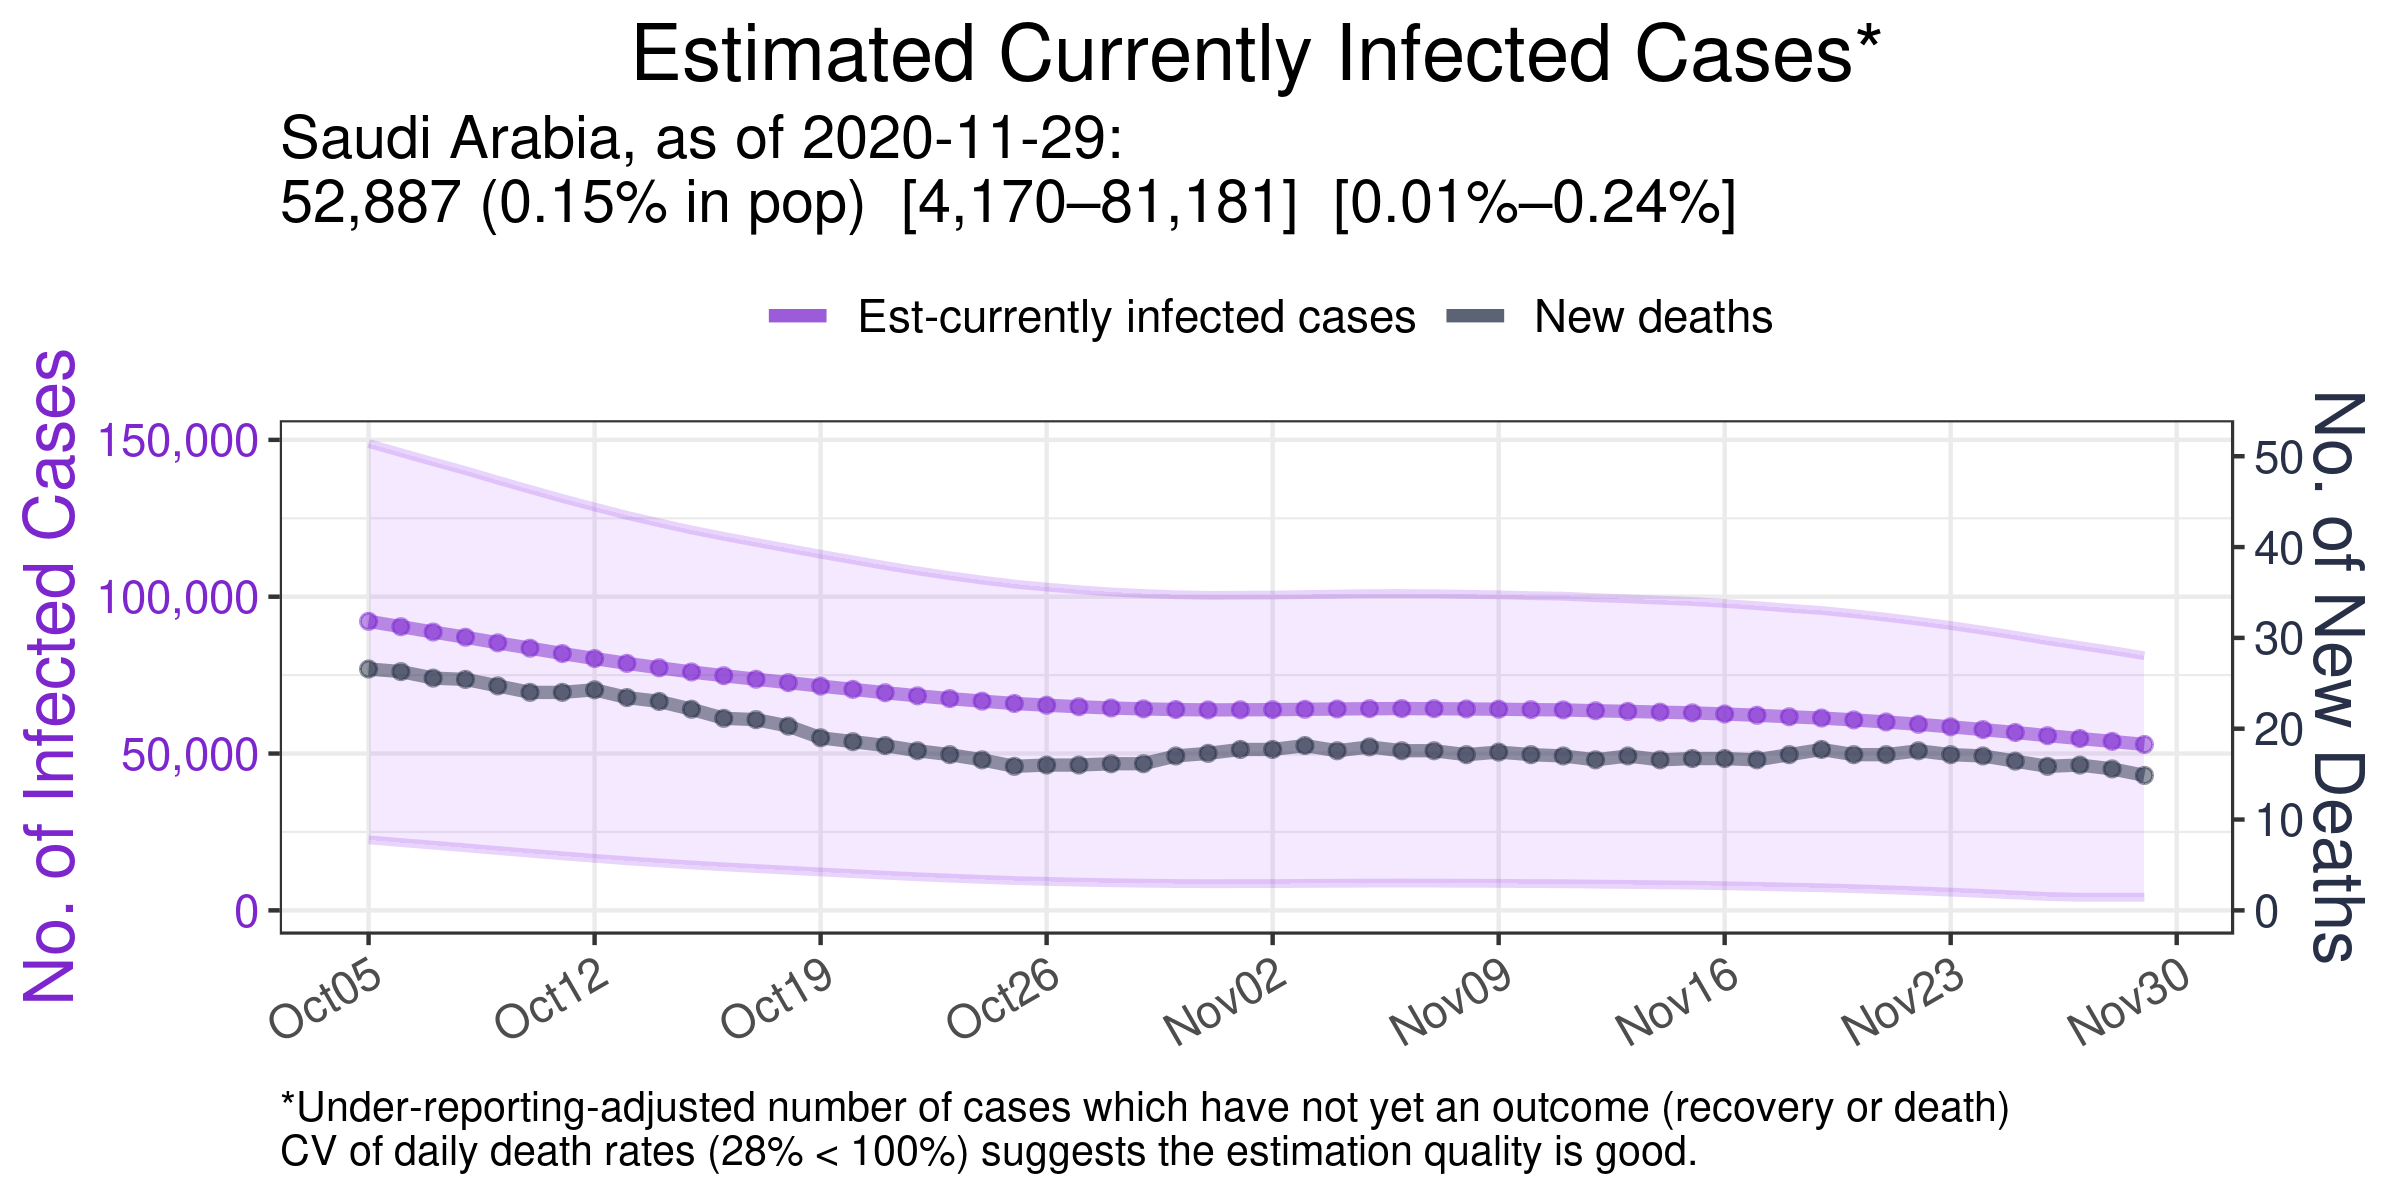 Estimated Currently Infected Cases*
Saudi Arabia, as of 2020-11-29:
52,887 (0.15% in pop)  [4,170–81,181]  [0.01%–0.24%]
Est-currently infected cases
New deaths
No. of Infected Cases
150,000
100,000
50,000
0
50
40
30
20
10
0
No. of New Deaths
Oct05
Oct12
Oct19
Oct26
Nov02
Nov09
Nov16
Nov23
Nov30
*Under-reporting-adjusted number of cases which have not yet an outcome (recovery or death)
CV of daily death rates (28% < 100%) suggests the estimation quality is good.